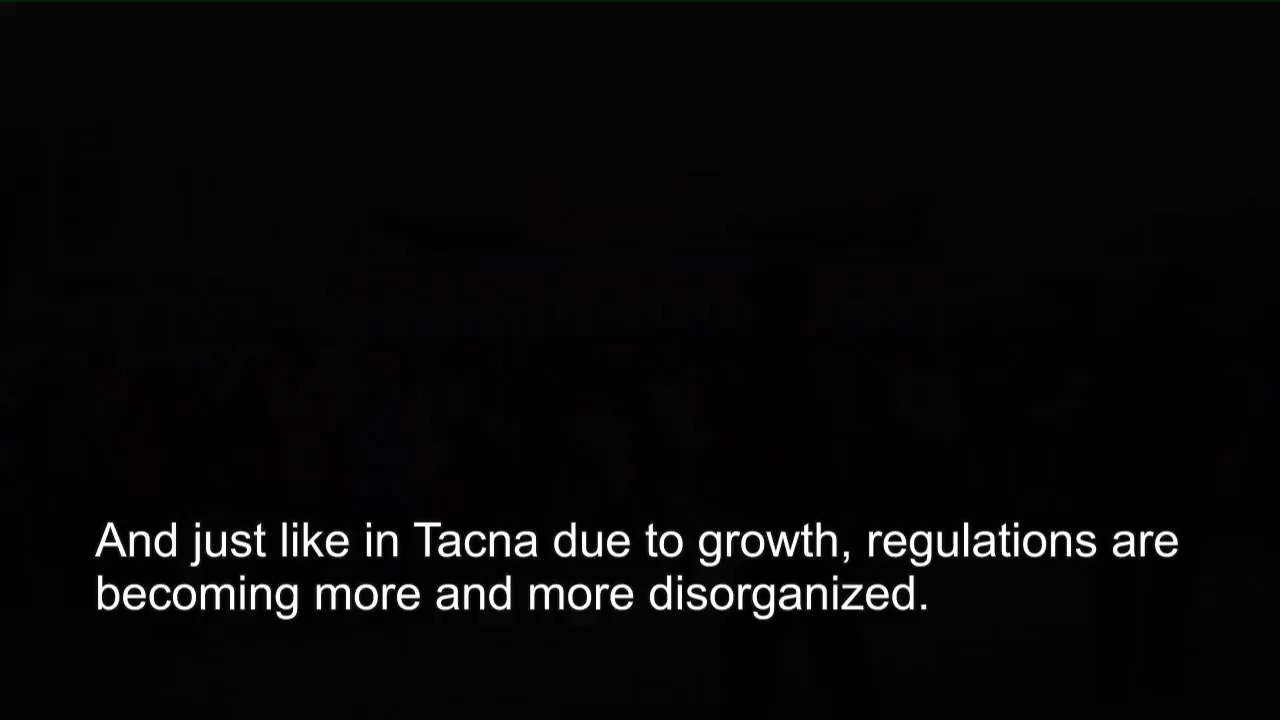 And just like in Tacna due to growth, regulations are
becoming more and more disorganized.